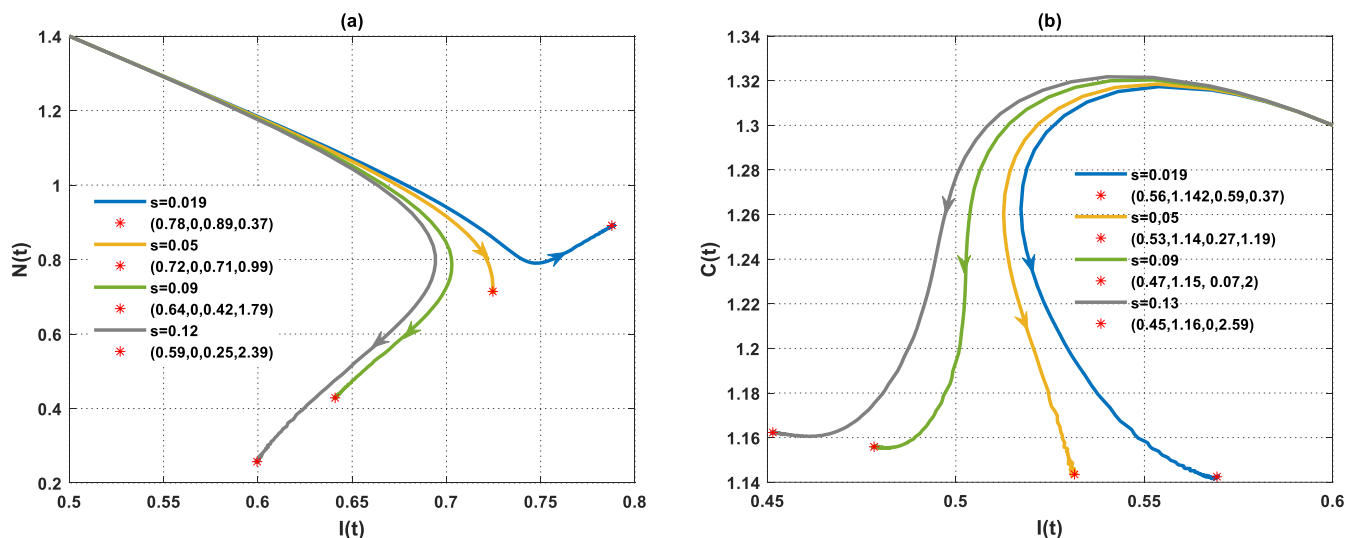 (a)
1.4
1.2
1
0.8
0.6
0.4
0.2
N(t)
s=0.019
(0.78,0,0.89,0.37)
s=0.05
(0.72,0,0.71,0.99)
s=0.09
(0.64,0,0.42,1.79)
s=0.12
(0.59,0,0.25,2.39)
0.5
0.55
0.6
0.65
0.7
0.75
0.8
I(t)
(b)
1.34
1.32
1.3
1.28
1.26
1.24
1.22
1.2
1.18
1.16
1.14
C(t)
s=0.019
(0.56,1.142,0.59,0.37)
s=0,05
(0.53,1.14,0.27,1.19)
s=0.09
(0.47,1.15, 0.07,2)
s=0.13
(0.45,1.16,0,2.59)
0.45
0.5
0.55
0.6
I(t)